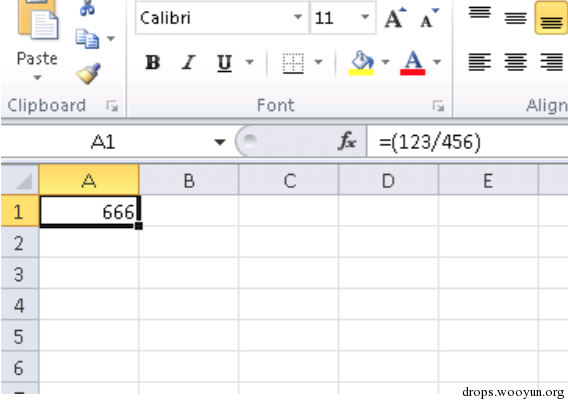 Calibri 11 A A
Paste
B I U A
Clipboard Font Align
A1 fx =(123/456)
A B C D E
1 666
2
3
4
5
6
drops.wooyun.org